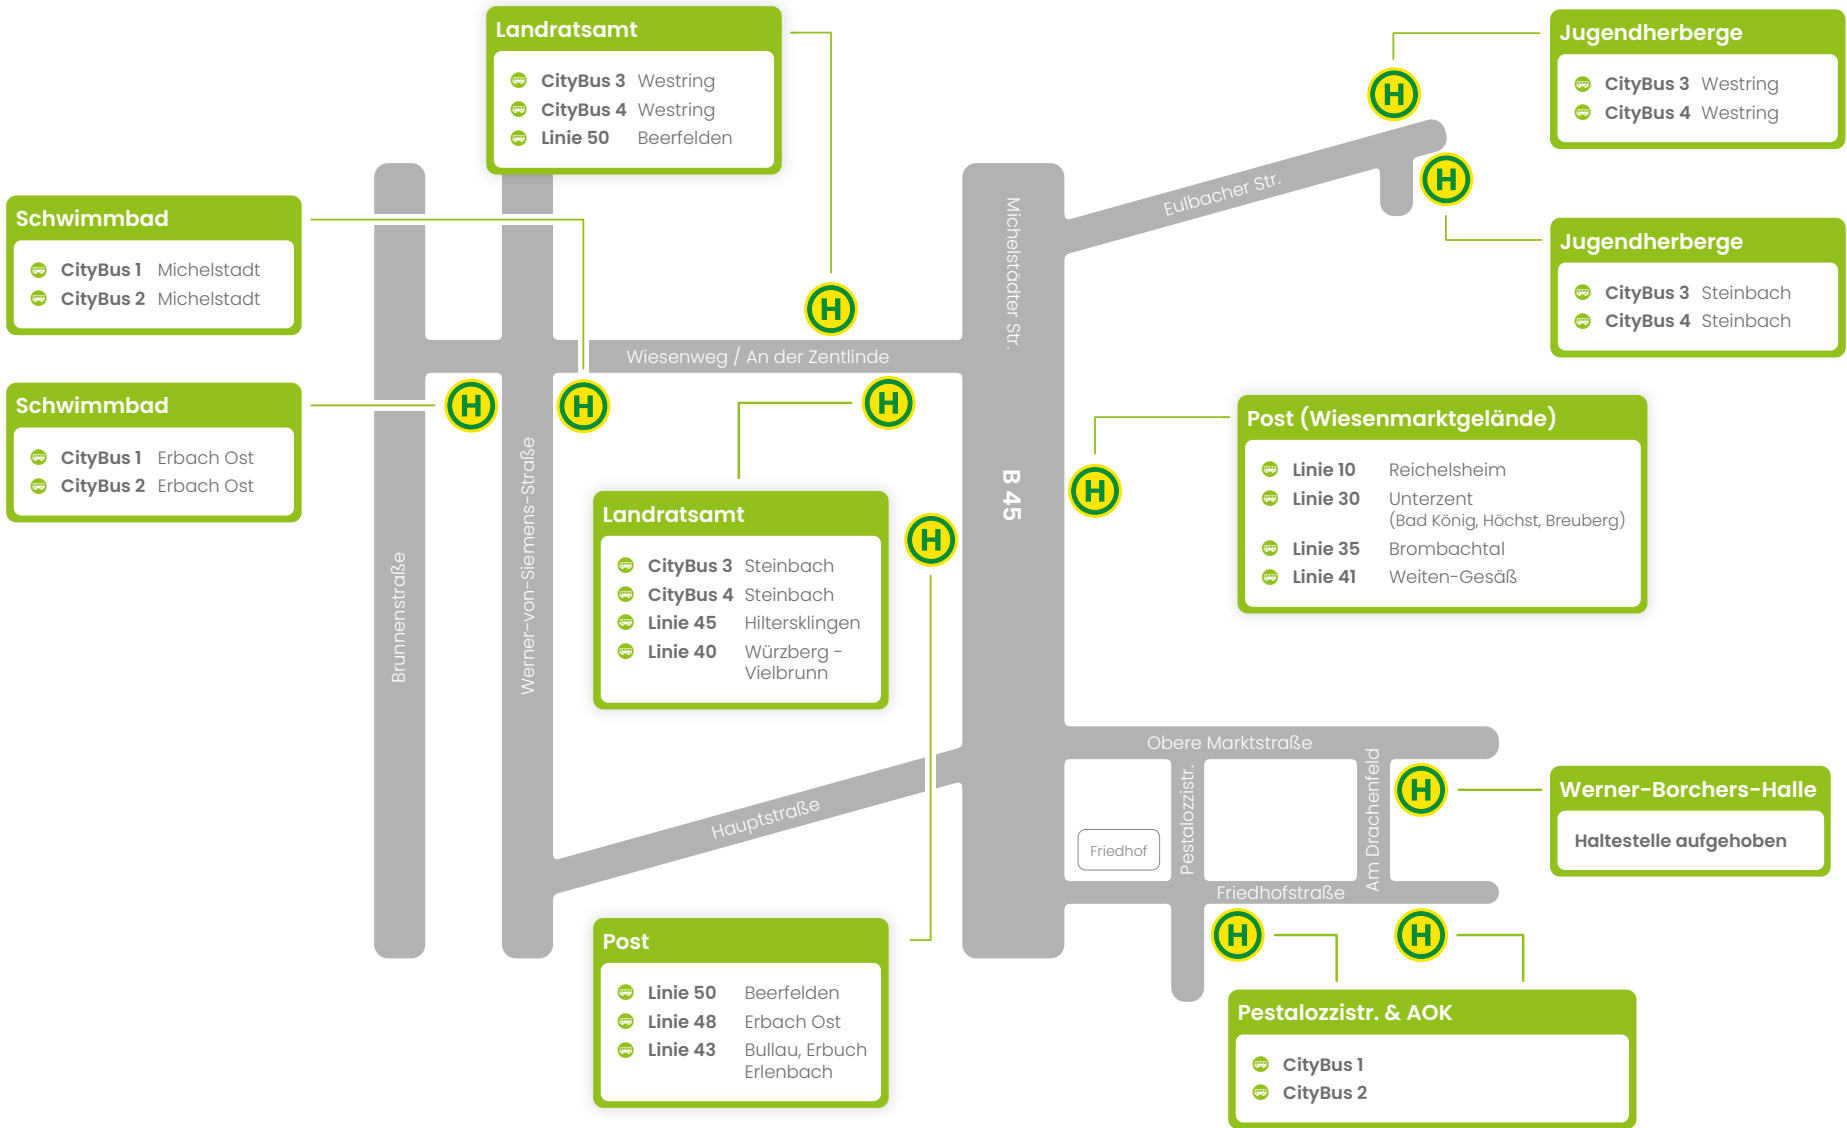 Landratsamt
CityBus 3 Westring
CityBus 4 Westring
Linie 50 Beerfelden
Jugendherberge
CityBus 3 Westring
CityBus 4 Westring
H
H
Eulbacher Str.
Schwimmbad
CityBus 1 Michelstadt
CityBus 2 Michelstadt
Jugendherberge
CityBus 3 Steinbach
CityBus 4 Steinbach
Michelstädter Str.
H
Wiesenweg / An der Zentlinde
Schwimmbad
CityBus 1 Erbach Ost
CityBus 2 Erbach Ost
H
H
H
Post (Wiesenmarktgelände)
Linie 10 Reichelsheim
Linie 30 Unterzent
(Bad König, Höchst, Breuberg)
Linie 35 Brombachtal
Linie 41 Weiten-Gesäß
H
B 45
Werner-von-Siemens-Straße
Brunnenstraße
Landratsamt
CityBus 3 Steinbach
CityBus 4 Steinbach
Linie 45 Hiltersklingen
Linie 40 Würzberg -
Vielbrunn
H
Obere Marktstraße
Hauptstraße
Pestalozzistr.
Am Drachenfeld
H
Werner-Borchers-Halle
Haltestelle aufgehoben
Friedhof
Friedhofstraße
H
H
Post
Linie 50 Beerfelden
Linie 48 Erbach Ost
Linie 43 Bullau, Erbuch
Erlenbach
Pestalozzistr. & AOK
CityBus 1
CityBus 2